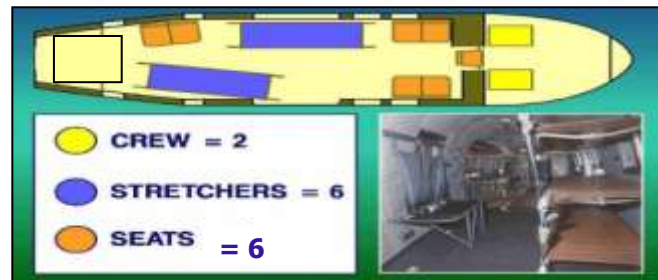 CREW = 2
STRETCHERS = 6
SEATS = 6